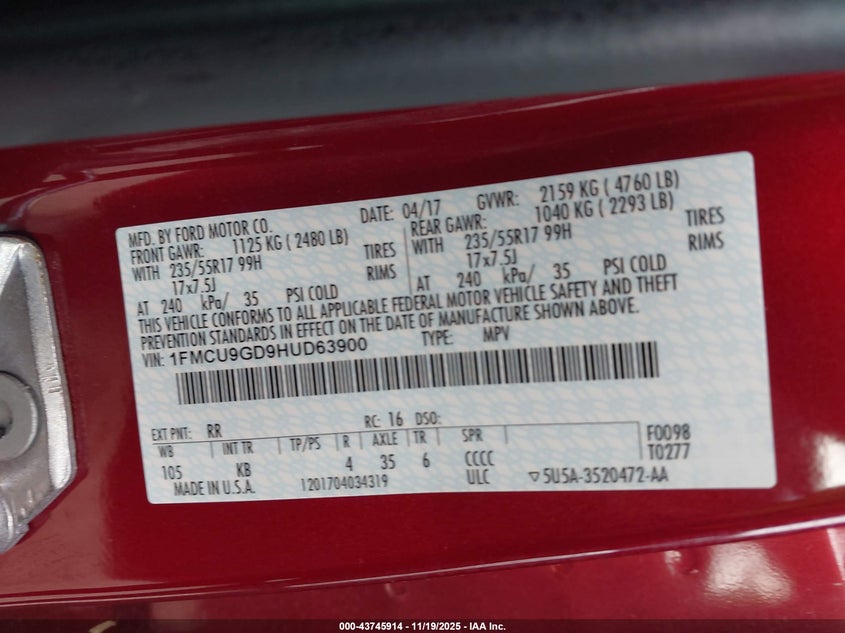 MFD. BY FORD MOTOR CO. DATE: 04/17 GVWR: 2159 KG ( 4760 LB)
FRONT GAWR: 1125 KG ( 2480 LB) REAR GAWR: 1040 KG ( 2293 LB)
WITH 235/55R17 99H TIRES WITH 235/55R17 99H TIRES
17x7.5J RIMS 17x7.5J RIMS
AT 240 kPa/ 35 PSI COLD AT 240 kPa/ 35 PSI COLD
THIS VEHICLE CONFORMS TO ALL APPLICABLE FEDERAL MOTOR VEHICLE SAFETY AND THEFT
PREVENTION STANDARDS IN EFFECT ON THE DATE OF MANUFACTURE SHOWN ABOVE.
VIN: 1FMCU9GD9HUD63900 TYPE: MPV
EXT PNT: RR RC: 16 DSO:
WB INT TR TP/PS R AXLE TR SPR F0098
105 KB 4 35 6 CCCC T0277
MADE IN U.S.A. 1201704034319 ULC ▽5U5A-3520472-AA
000-43745914 - 11/19/2025 - IAA Inc.